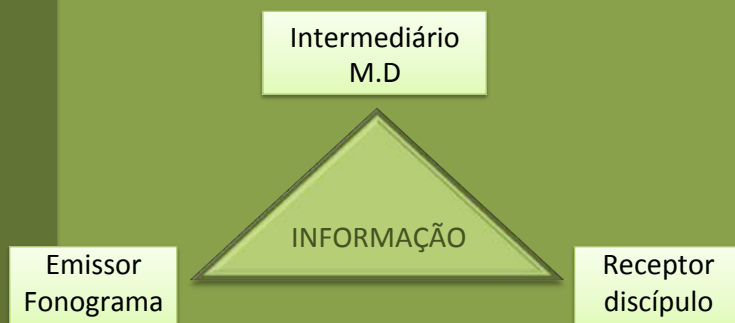 Intermediário
M.D
INFORMAÇÃO
Emissor
Fonograma
Receptor
discípulo